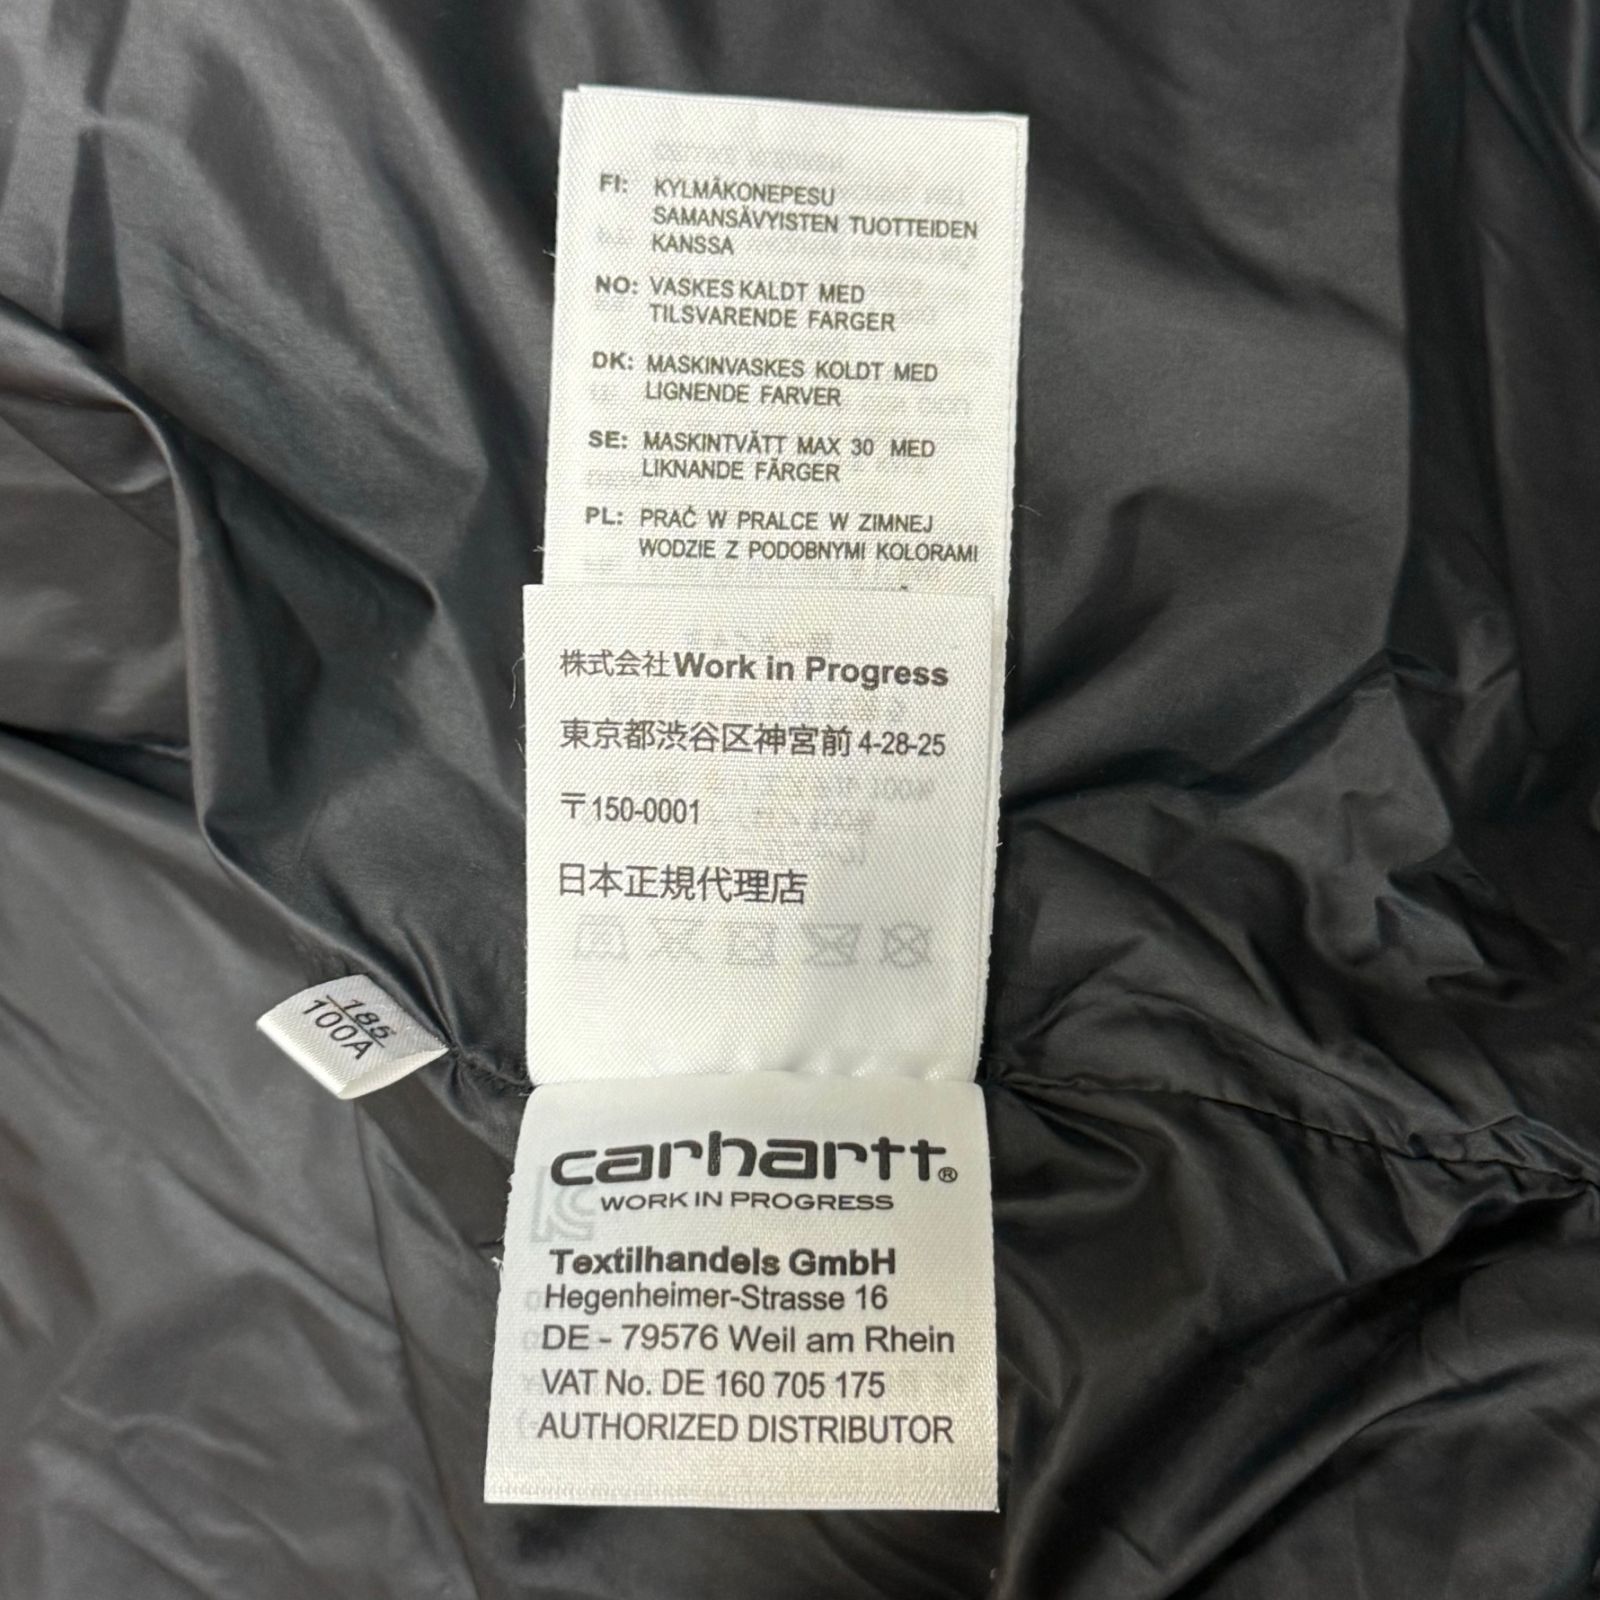 FI: KYLMÄKONEPESU
SAMANSÄVYISTEN TUOTTEIDEN
KANSSA
NO: VASKES KALDT MED
TILSVARENDE FARGER
DK: MASKINVASKES KOLDT MED
LIGNENDE FARVER
SE: MASKINTVÄTT MAX 30 MED
LIKNANDE FÄRGER
PL: PRAĆ W PRALCE W ZIMNEJ
WODZIE Z PODOBNYMI KOLORAMI
株式会社Work in Progress
東京都渋谷区神宮前 4-28-25
〒150-0001
日本正規代理店
185
100A
carhartt®
WORK IN PROGRESS
Textilhandels GmbH
Hegenheimer-Strasse 16
DE - 79576 Weil am Rhein
VAT No. DE 160 705 175
AUTHORIZED DISTRIBUTOR